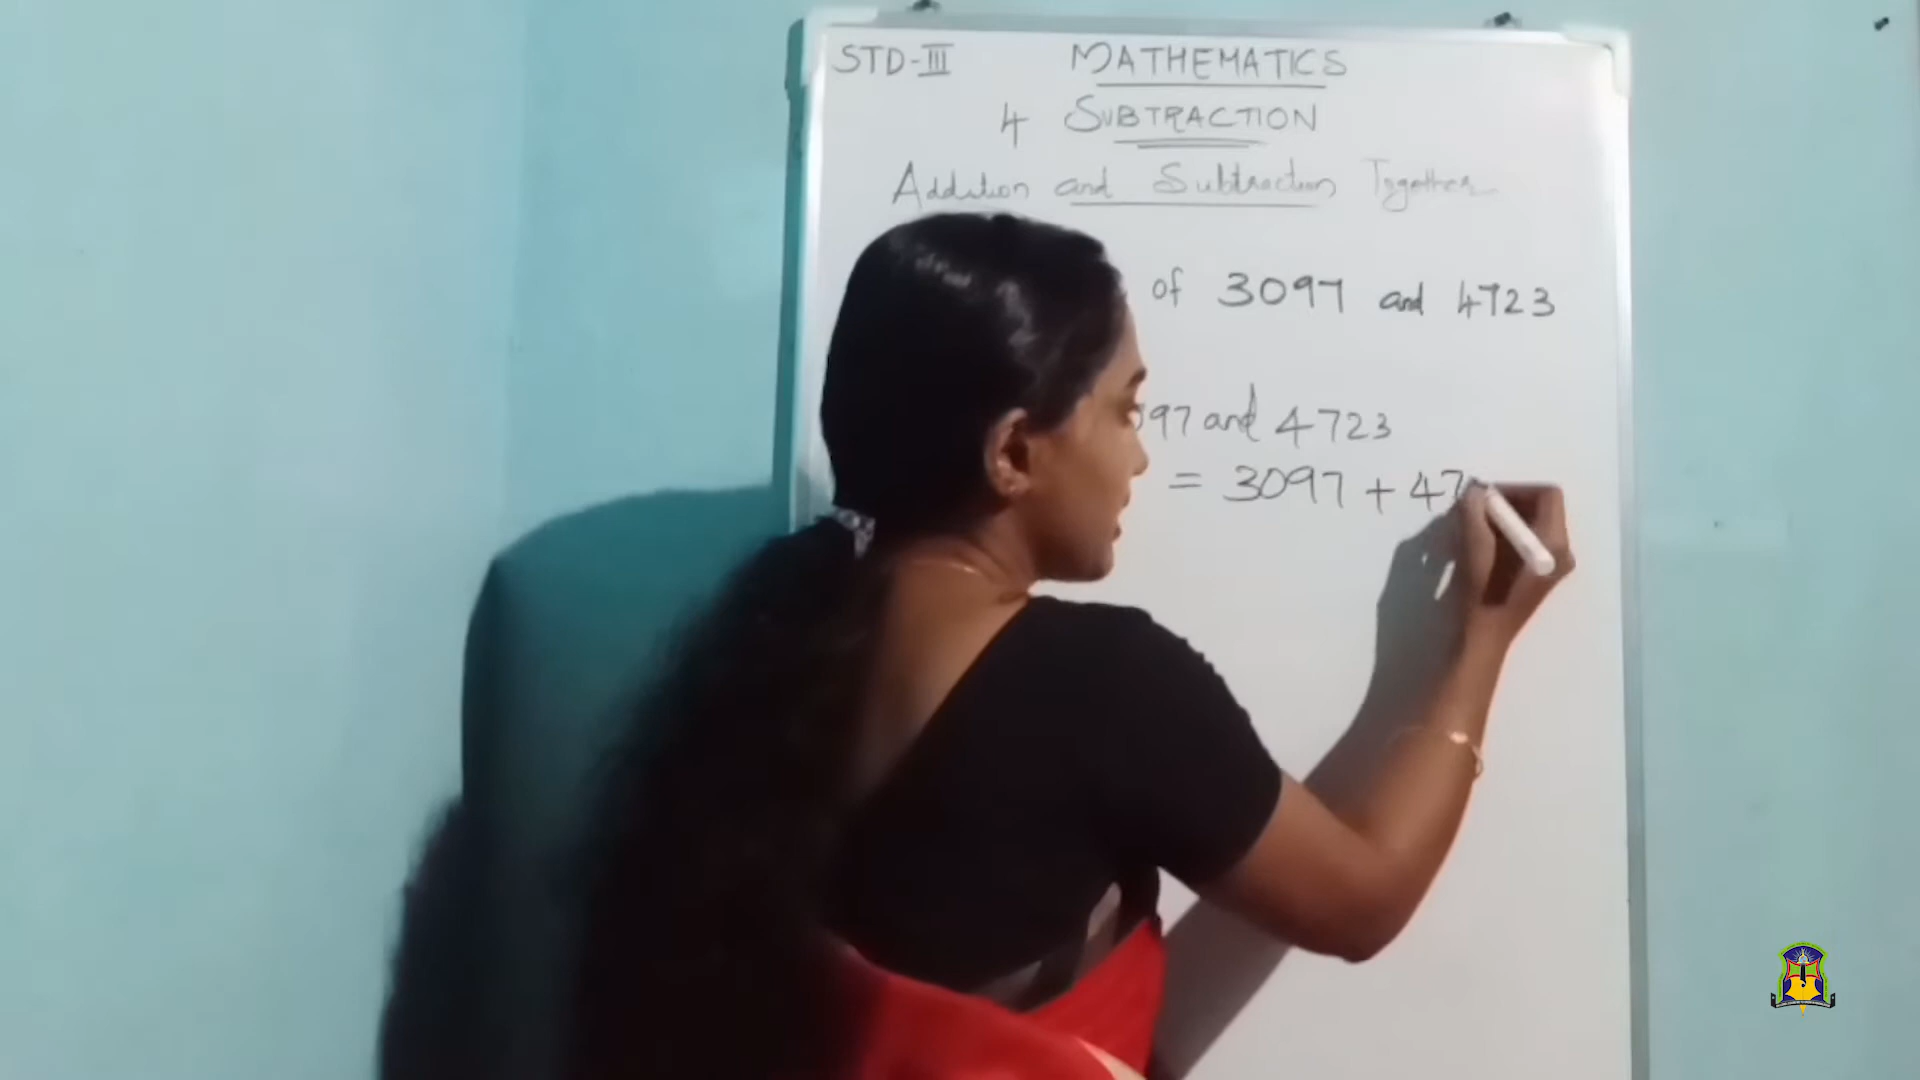 STD-III MATHEMATICS
4 SUBTRACTION
Addition and Subtraction Together
of 3097 and 4723
97 and 4723
= 3097 + 47